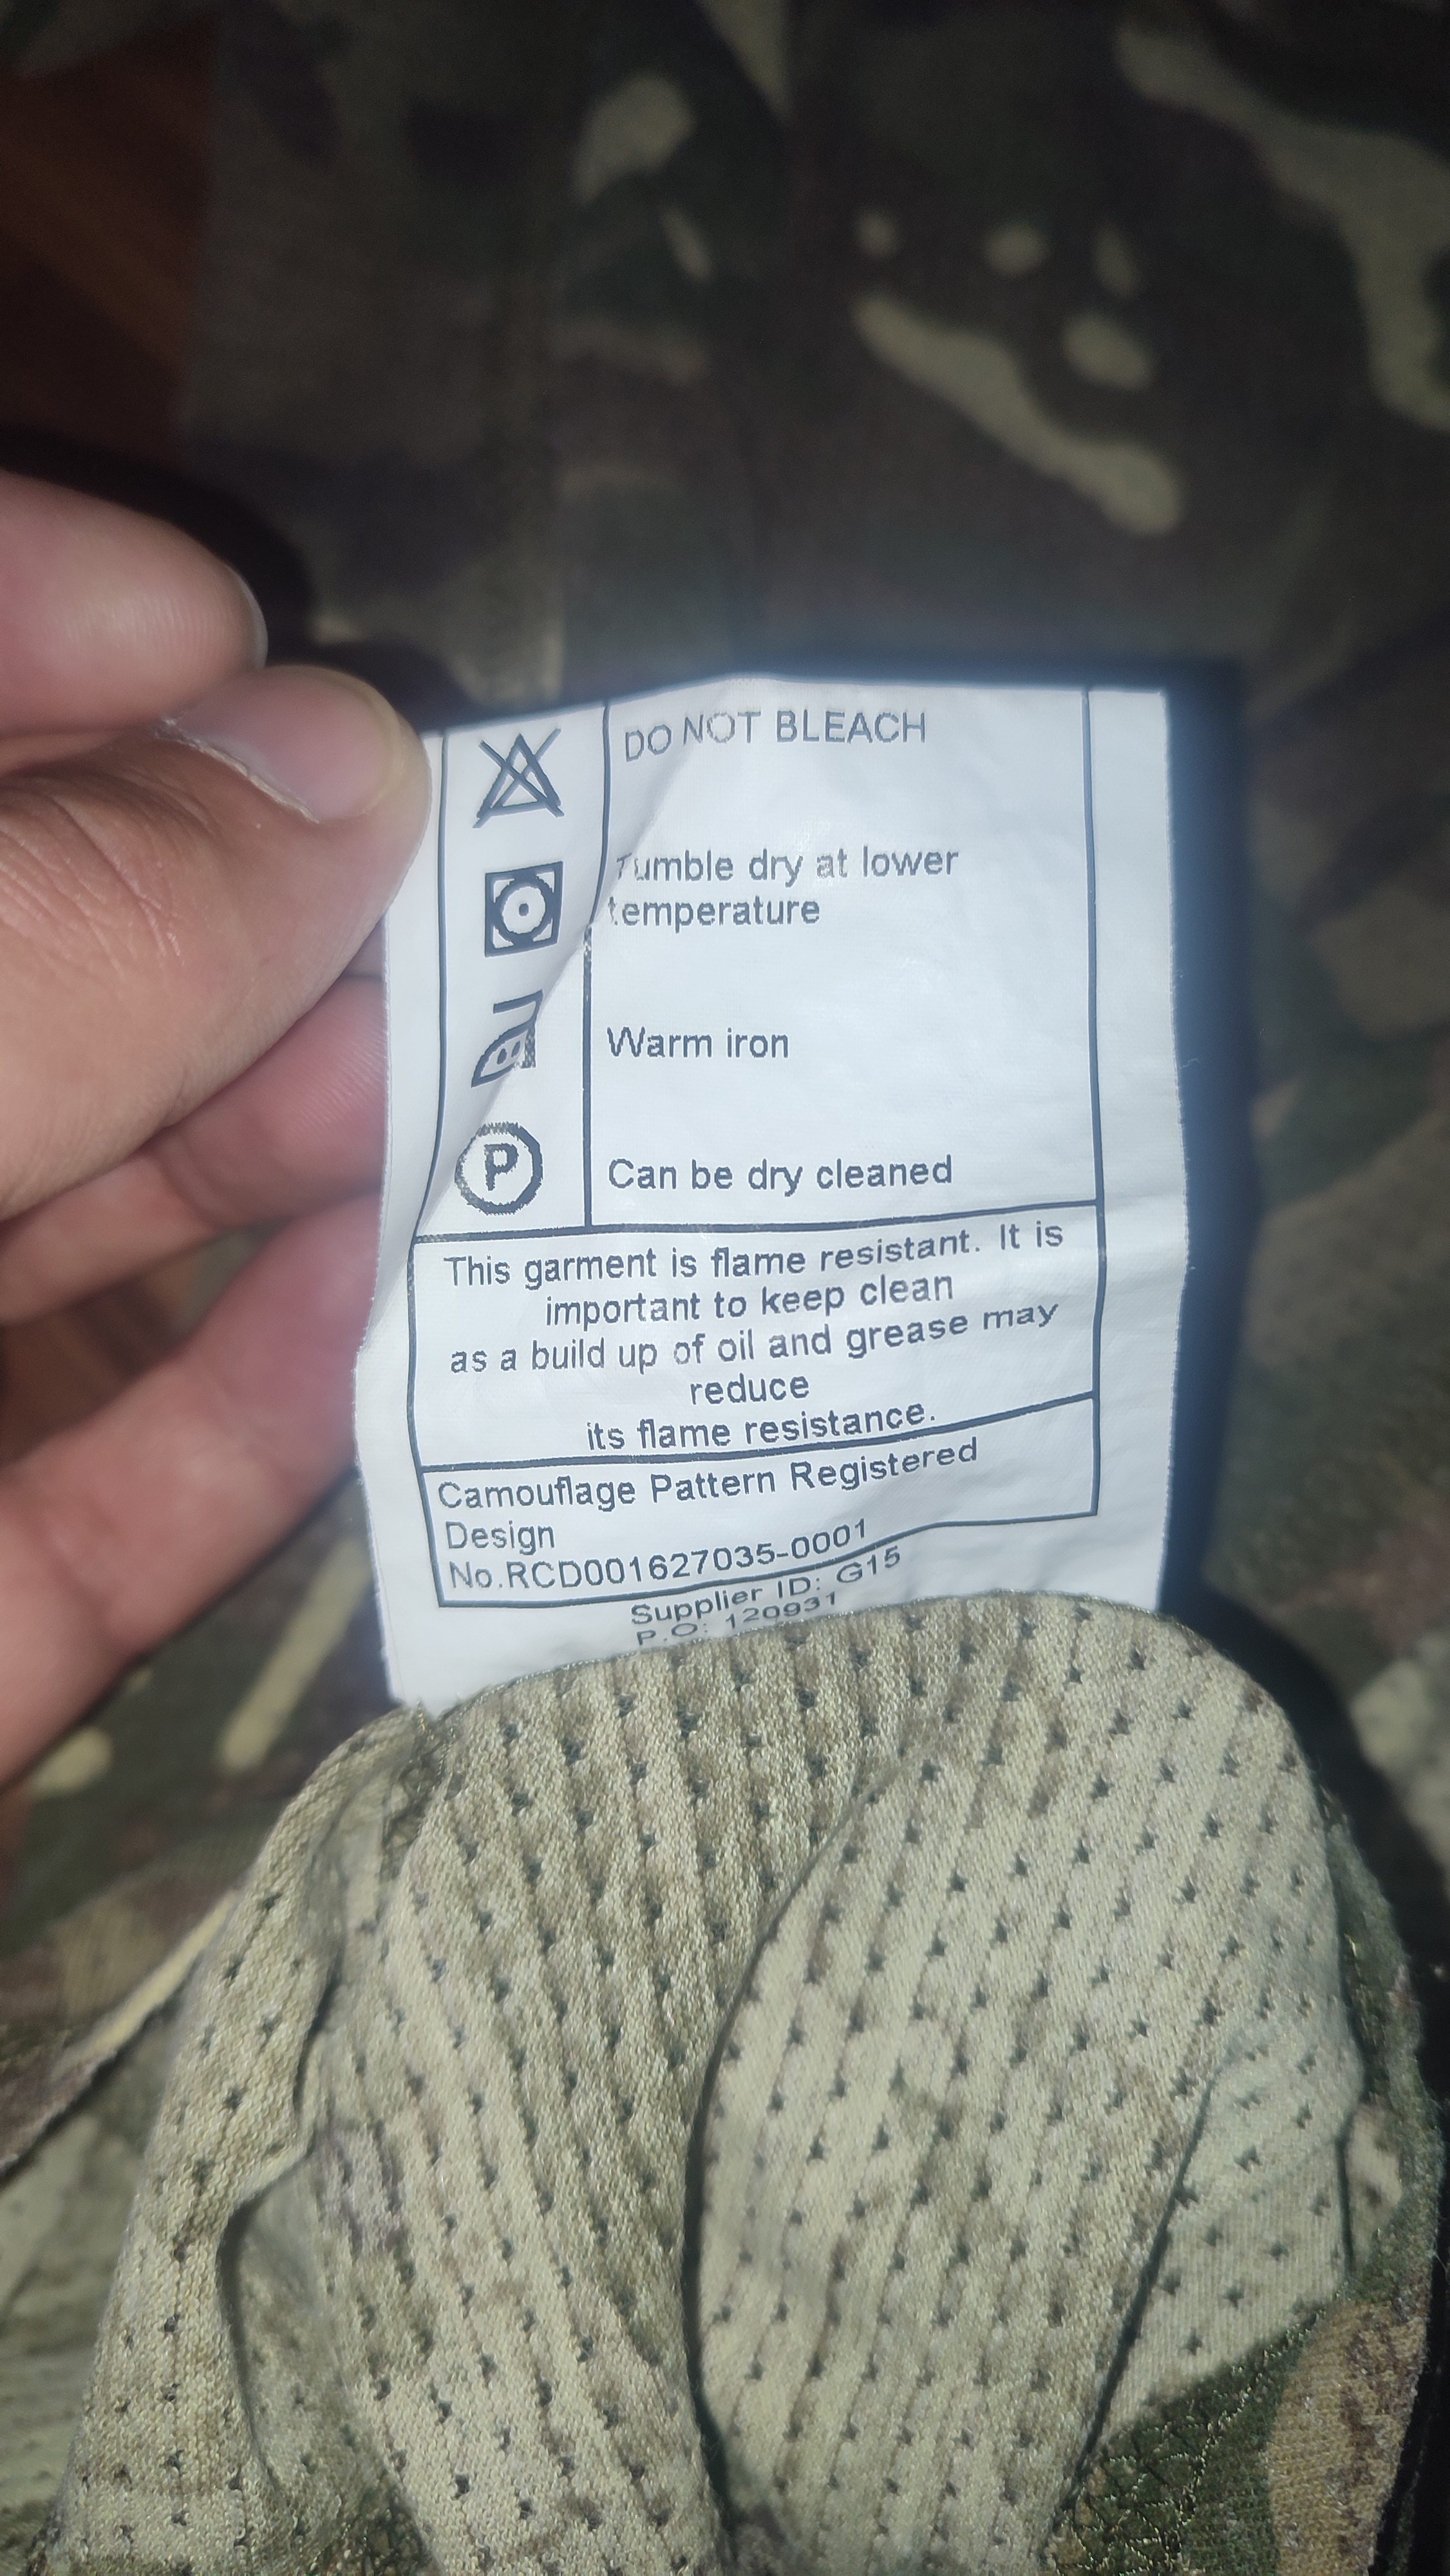 DO NOT BLEACH
Tumble dry at lower
temperature
Warm iron
P
Can be dry cleaned
This garment is flame resistant. It is
important to keep clean
as a build up of oil and grease may
reduce
its flame resistance.
Camouflage Pattern Registered
Design
No.RCD001627035-0001
Supplier ID: G15
P.O: 120931